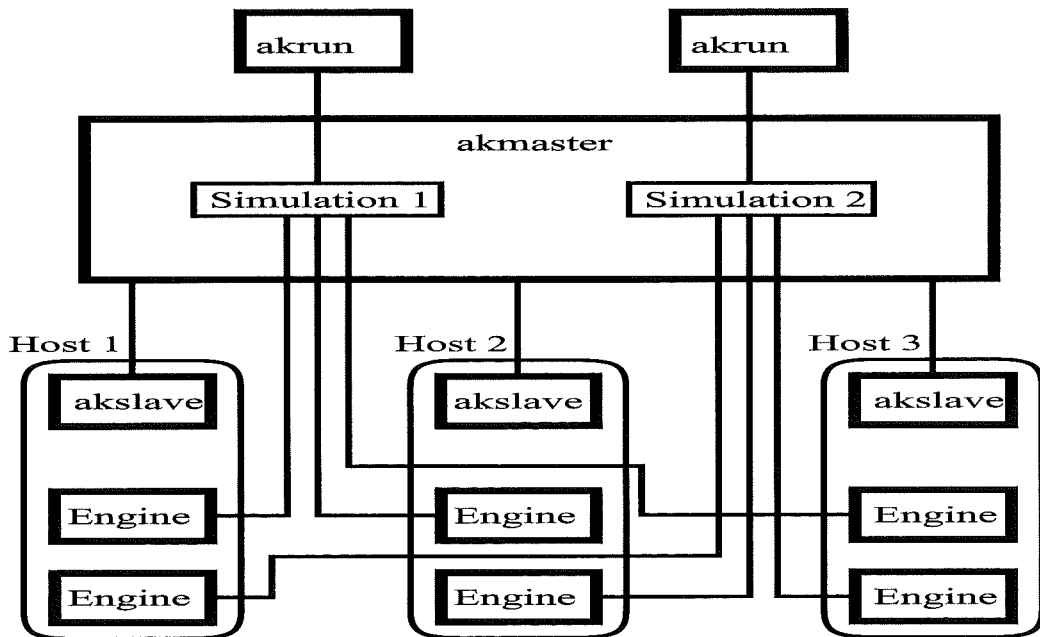 akrun
akrun
akmaster
Simulation 1
Simulation 2
Host 1
Host 2
Host 3
akslave
akslave
akslave
Engine
Engine
Engine
Engine
Engine
Engine